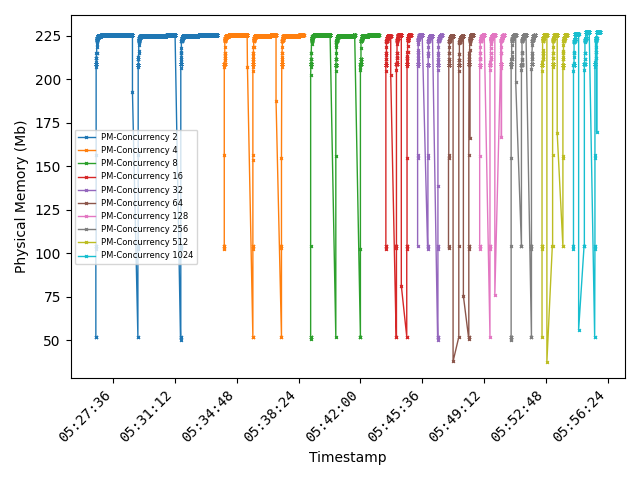 Physical Memory (Mb)
225
200
175
150
125
100
75
50
PM-Concurrency 2
PM-Concurrency 4
PM-Concurrency 8
PM-Concurrency 16
PM-Concurrency 32
PM-Concurrency 64
PM-Concurrency 128
PM-Concurrency 256
PM-Concurrency 512
PM-Concurrency 1024
05:27:36
05:31:12
05:34:48
05:38:24
05:42:00
05:45:36
05:49:12
05:52:48
05:56:24
Timestamp